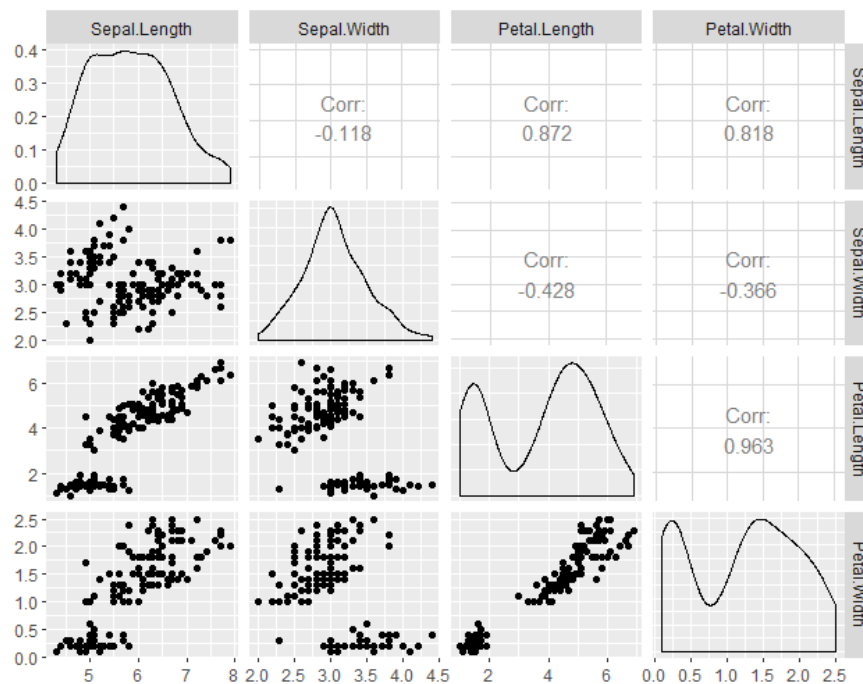 Sepal.Length Sepal.Width Petal.Length Petal.Width
0.4
0.3
0.2
0.1
0.0
Corr:
-0.118
Corr:
0.872
Corr:
0.818
Sepal.Length
4.5
4.0
3.5
3.0
2.5
2.0
Corr:
-0.428
Corr:
-0.366
Sepal.Width
6
4
2
Corr:
0.963
Petal.Length
2.5
2.0
1.5
1.0
0.5
0.0
Petal.Width
5 6 7 8 2.0 2.5 3.0 3.5 4.0 4.5 2 4 6 0.0 0.5 1.0 1.5 2.0 2.5